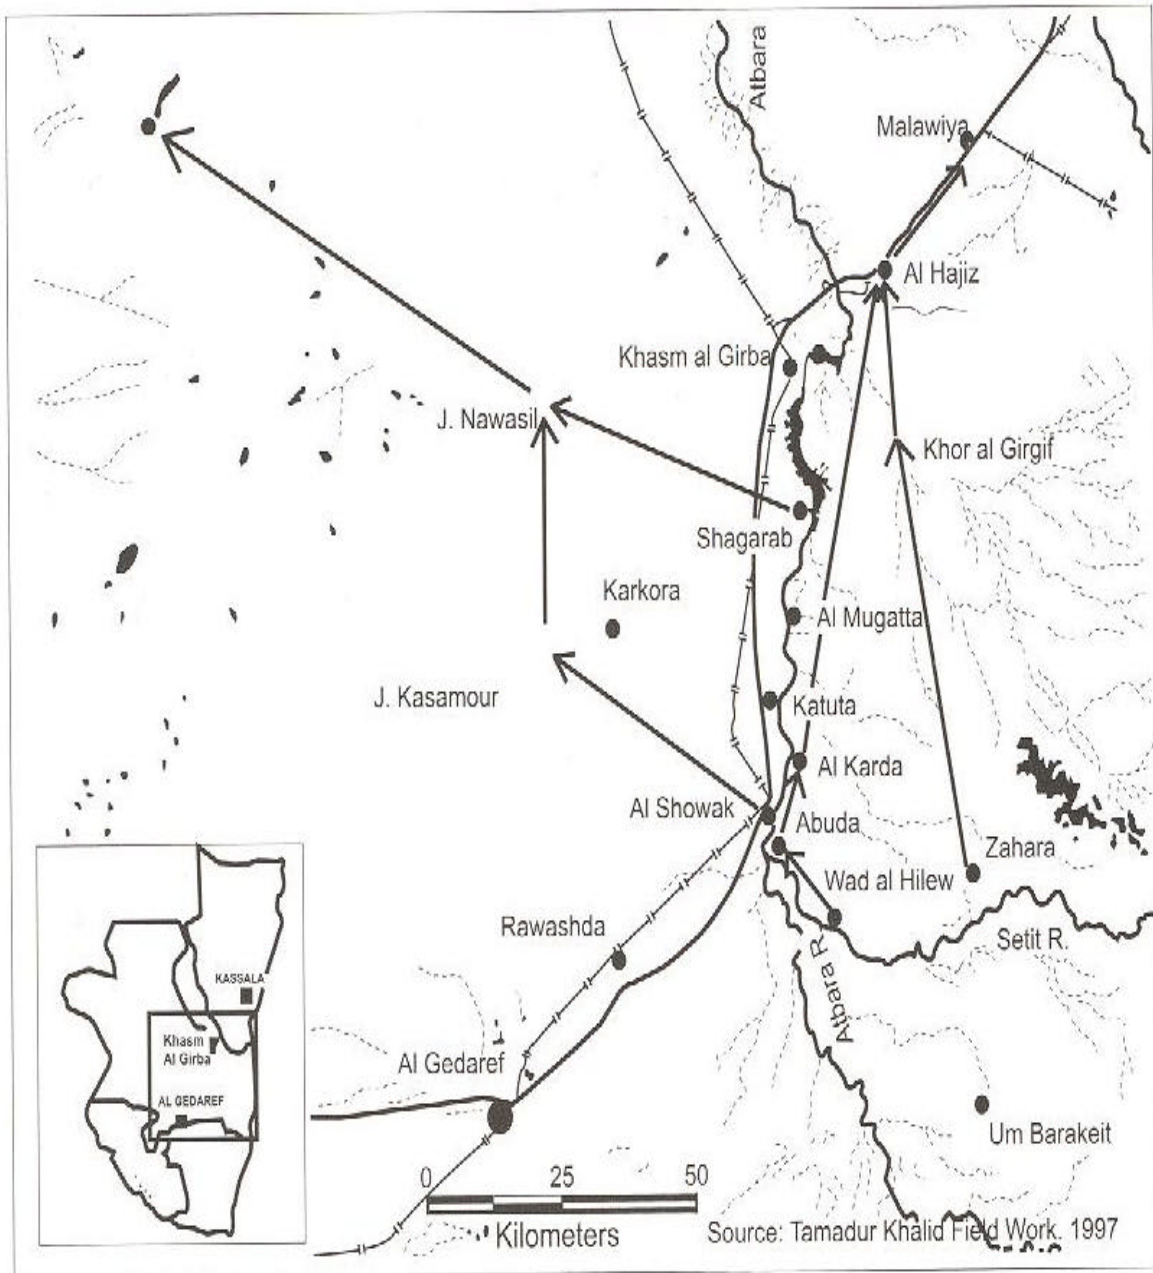 Atbara
Malawiya
Al Hajiz
Khasm al Girba
J. Nawasil
Khor al Girgif
Shagarab
Karkora
Al Mugatta
J. Kasamour
Katuta
Al Karda
Al Showak
Abuda
Zahara
Wad al Hilew
Rawashda
Setit R.
Atbara R.
KASSALA
Khasm
Al Girba
AL GEDAREF
Al Gedaref
Um Barakeit
0 25 50
Kilometers
Source: Tamadur Khalid Field Work. 1997